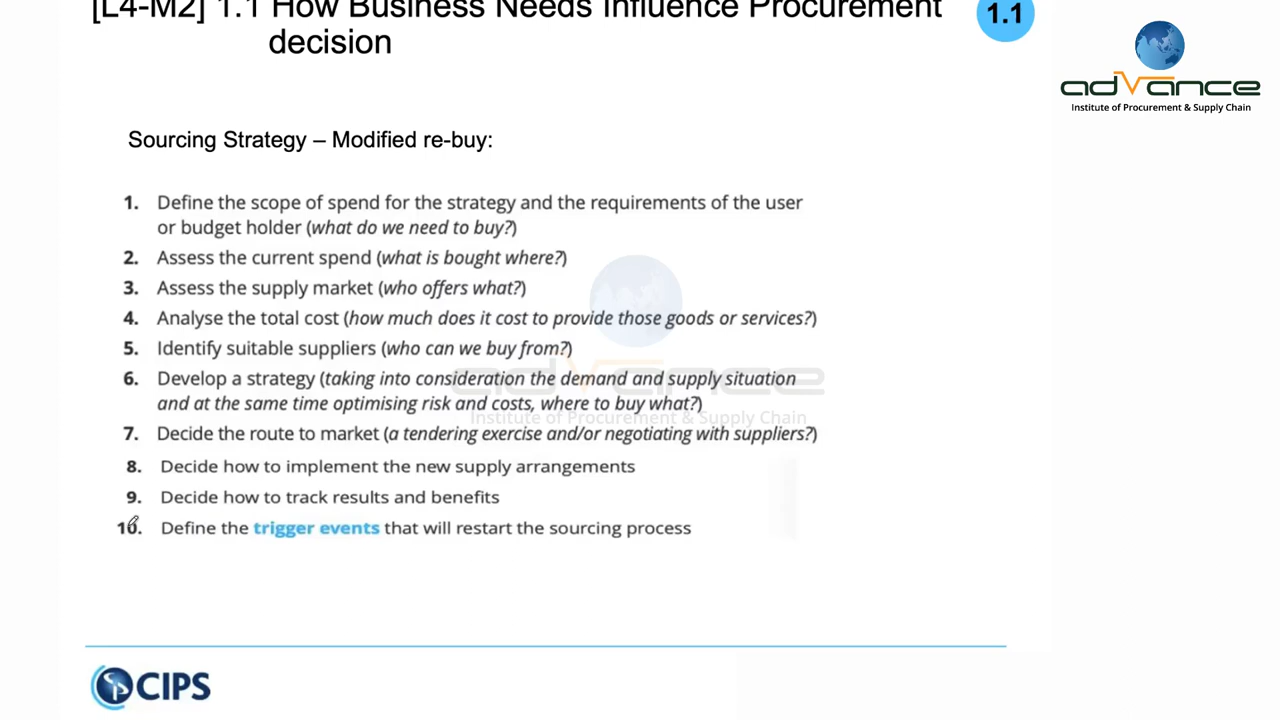 [L4-M2] 1.1 How Business Needs Influence Procurement
decision
1.1
advance
Institute of Procurement & Supply Chain
Sourcing Strategy – Modified re-buy:
1. Define the scope of spend for the strategy and the requirements of the user
or budget holder (what do we need to buy?)
2. Assess the current spend (what is bought where?)
3. Assess the supply market (who offers what?)
4. Analyse the total cost (how much does it cost to provide those goods or services?)
5. Identify suitable suppliers (who can we buy from?)
6. Develop a strategy (taking into consideration the demand and supply situation
and at the same time optimising risk and costs, where to buy what?)
advance
Institute of Procurement & Supply Chain
7. Decide the route to market (a tendering exercise and/or negotiating with suppliers?)
8. Decide how to implement the new supply arrangements
9. Decide how to track results and benefits
10. Define the trigger events that will restart the sourcing process
CIPS